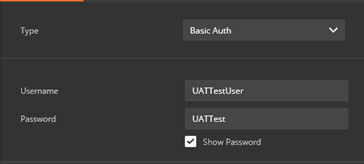 Type Basic Auth
Username UATTestUser
Password UATTest
Show Password